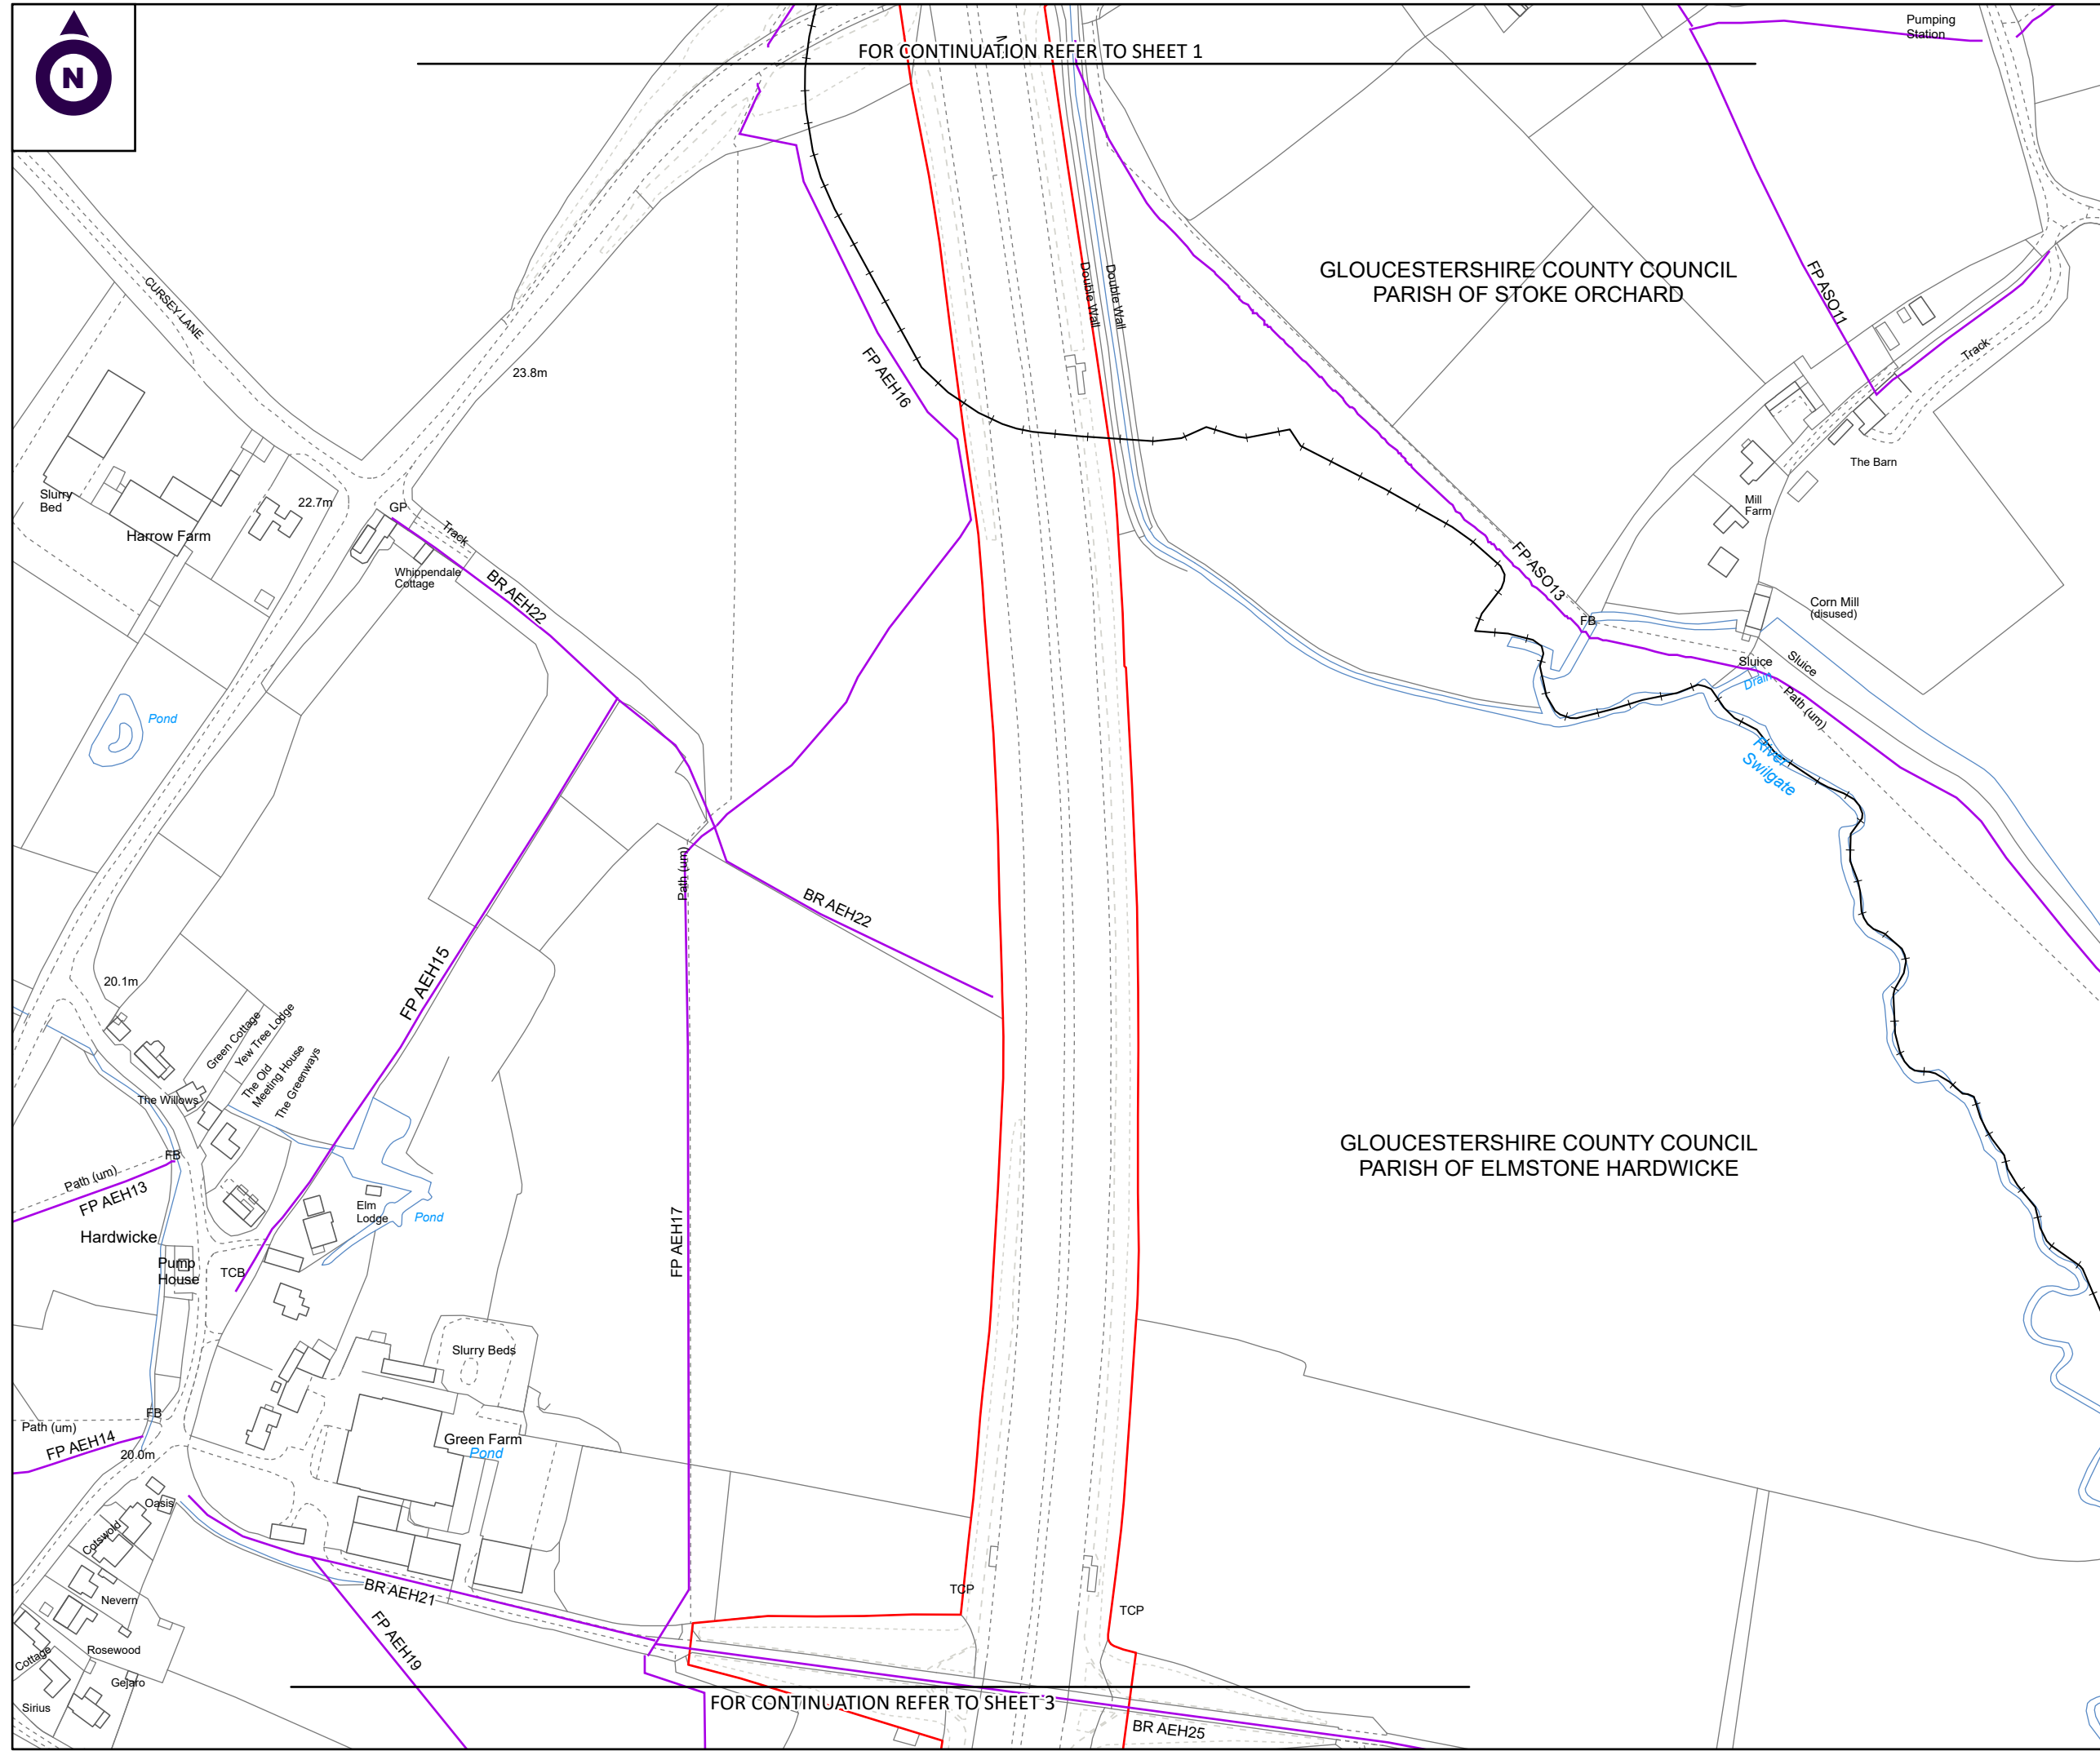 N
FOR CONTINUATION REFER TO SHEET 1
Pumping
Station
CURSEY LANE
GLOUCESTERSHIRE COUNTY COUNCIL
PARISH OF STOKE ORCHARD
Double Wall
Double Wall
FP ASO11
Track
23.8m
FP AEH16
The Barn
Slurry
Bed
22.7m
GP
Harrow Farm
Track
Mill
Farm
Whippendale
Cottage
BR AEH22
FP ASO13
FB
Corn Mill
(disused)
Sluice
Sluice
Drain
Path (um)
Pond
River
Swilgate
Path (um)
BR AEH22
FP AEH15
20.1m
Green Cottage
Yew Tree Lodge
The Old
Meeting House
The Greenways
The Willows
FB
Path (um)
FP AEH13
GLOUCESTERSHIRE COUNTY COUNCIL
PARISH OF ELMSTONE HARDWICKE
Elm
Lodge
Pond
Hardwicke
FP AEH17
Pump
House
TCB
Slurry Beds
FB
Path (um)
FP AEH14
Green Farm
Pond
20.0m
Oasis
Cotswold
Nevern
BR AEH21
FP AEH19
TCP
TCP
Rosewood
Cottage
Gejaro
Sirius
FOR CONTINUATION REFER TO SHEET 3
BR AEH25